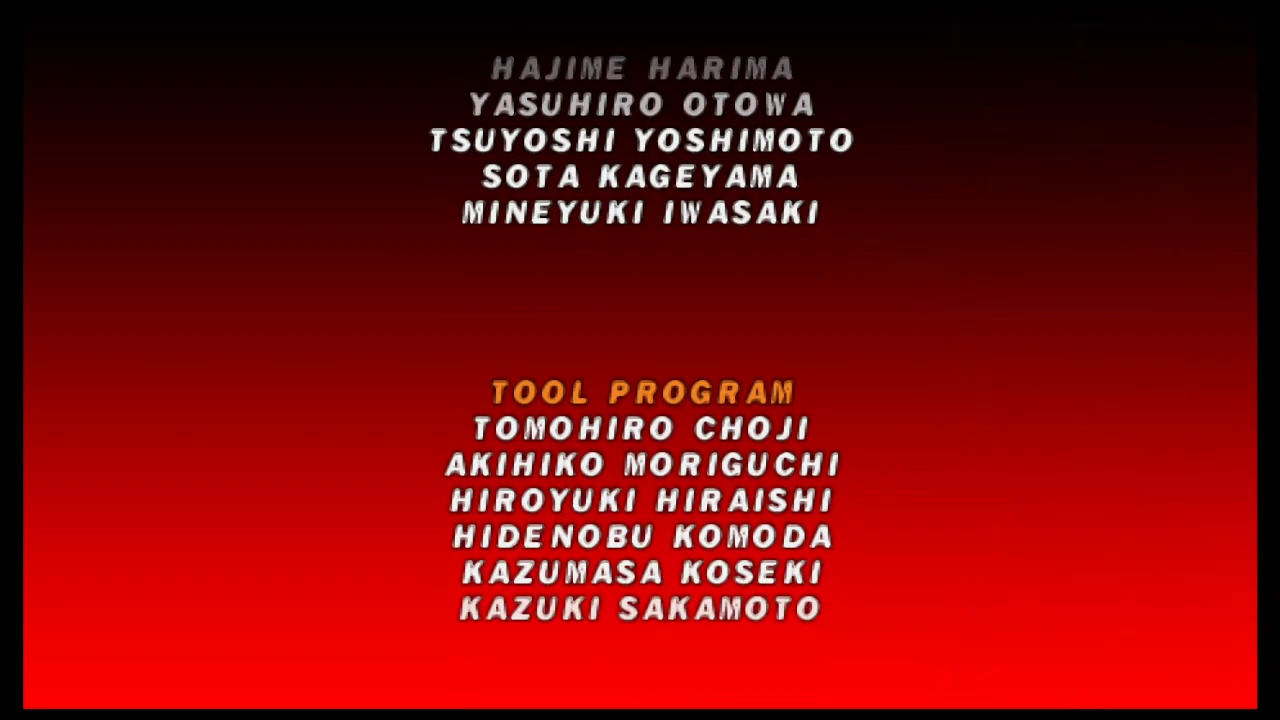 HAJIME HARIMA
YASUHIRO OTOWA
TSUYOSHI YOSHIMOTO
SOTA KAGEYAMA
MINEYUKI IWASAKI
TOOL PROGRAM
TOMOHIRO CHOJI
AKIHIKO MORIGUCHI
HIROYUKI HIRAISHI
HIDENOBU KOMODA
KAZUMASA KOSEKI
KAZUKI SAKAMOTO